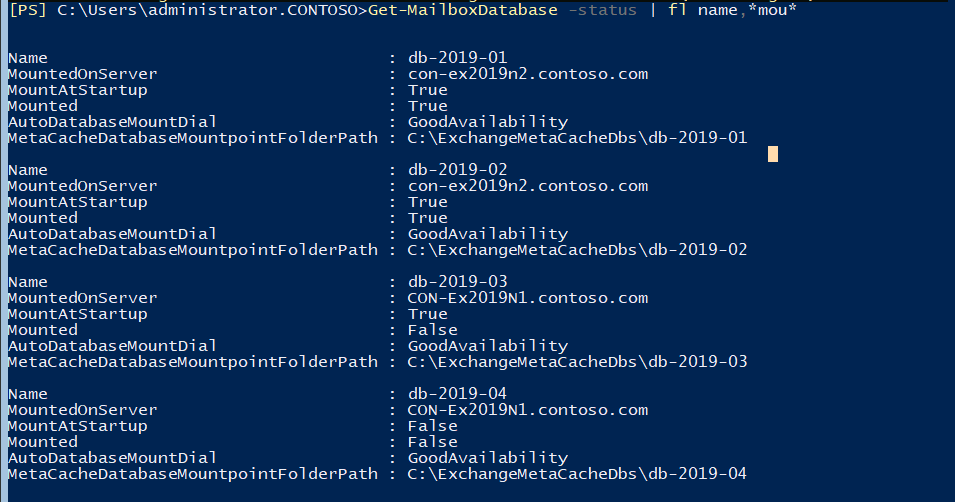 [PS] C:\Users\administrator.CONTOSO>Get-MailboxDatabase -status | fl name,*mou*
Name : db-2019-01
MountedOnServer : con-ex2019n2.contoso.com
MountAtStartup : True
Mounted : True
AutoDatabaseMountDial : GoodAvailability
MetaCacheDatabaseMountpointFolderPath : C:\ExchangeMetaCacheDbs\db-2019-01
Name : db-2019-02
MountedOnServer : con-ex2019n2.contoso.com
MountAtStartup : True
Mounted : True
AutoDatabaseMountDial : GoodAvailability
MetaCacheDatabaseMountpointFolderPath : C:\ExchangeMetaCacheDbs\db-2019-02
Name : db-2019-03
MountedOnServer : CON-Ex2019N1.contoso.com
MountAtStartup : True
Mounted : False
AutoDatabaseMountDial : GoodAvailability
MetaCacheDatabaseMountpointFolderPath : C:\ExchangeMetaCacheDbs\db-2019-03
Name : db-2019-04
MountedOnServer : CON-Ex2019N1.contoso.com
MountAtStartup : False
Mounted : False
AutoDatabaseMountDial : GoodAvailability
MetaCacheDatabaseMountpointFolderPath : C:\ExchangeMetaCacheDbs\db-2019-04